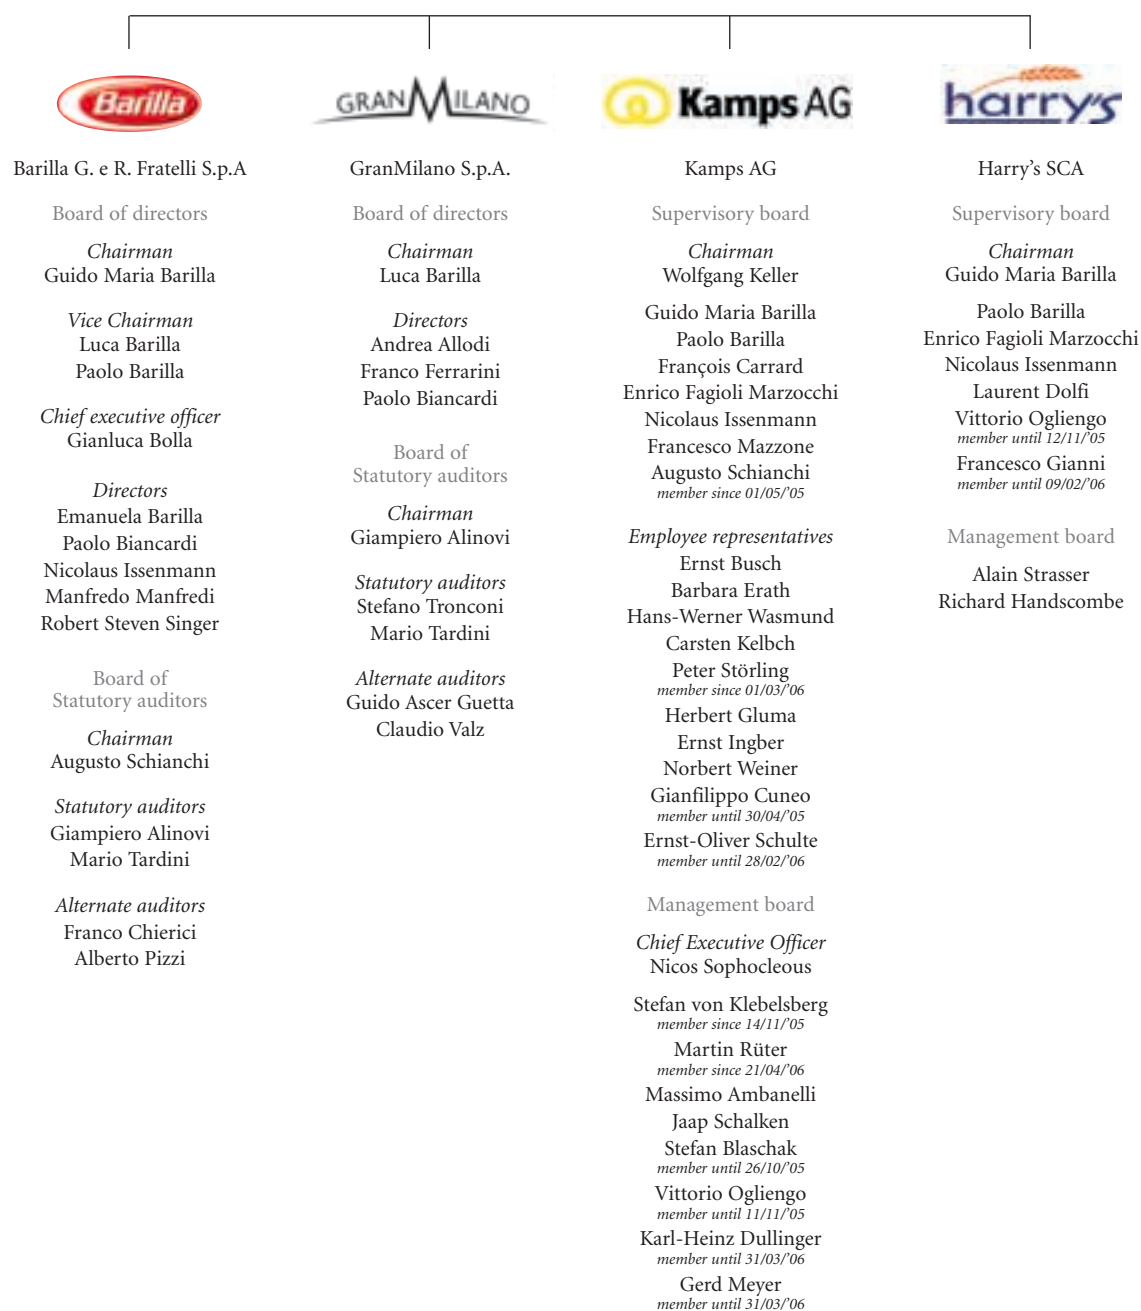 Barilla
GRANMILANO
Kamps AG
harry's
Barilla G. e R. Fratelli S.p.A
Board of directors
Chairman
Guido Maria Barilla
Vice Chairman
Luca Barilla
Paolo Barilla
Chief executive officer
Gianluca Bolla
Directors
Emanuela Barilla
Paolo Biancardi
Nicolaus Issenmann
Manfredo Manfredi
Robert Steven Singer
Board of
Statutory auditors
Chairman
Augusto Schianchi
Statutory auditors
Giampiero Alinovi
Mario Tardini
Alternate auditors
Franco Chierici
Alberto Pizzi
GranMilano S.p.A.
Board of directors
Chairman
Luca Barilla
Directors
Andrea Allodi
Franco Ferrarini
Paolo Biancardi
Board of
Statutory auditors
Chairman
Giampiero Alinovi
Statutory auditors
Stefano Tronconi
Mario Tardini
Alternate auditors
Guido Ascer Guetta
Claudio Valz
Kamps AG
Supervisory board
Chairman
Wolfgang Keller
Guido Maria Barilla
Paolo Barilla
François Carrard
Enrico Fagioli Marzocchi
Nicolaus Issenmann
Francesco Mazzone
Augusto Schianchi
member since 01/05/'05
Employee representatives
Ernst Busch
Barbara Erath
Hans-Werner Wasmund
Carsten Kelbch
Peter Störling
member since 01/03/'06
Herbert Gluma
Ernst Ingber
Norbert Weiner
Gianfilippo Cuneo
member until 30/04/'05
Ernst-Oliver Schulte
member until 28/02/'06
Management board
Chief Executive Officer
Nicos Sophocleous
Stefan von Klebelsberg
member since 14/11/'05
Martin Rüter
member since 21/04/'06
Massimo Ambanelli
Jaap Schalken
Stefan Blaschak
member until 26/10/'05
Vittorio Ogliengo
member until 11/11/'05
Karl-Heinz Dullinger
member until 31/03/'06
Gerd Meyer
member until 31/03/'06
Harry's SCA
Supervisory board
Chairman
Guido Maria Barilla
Paolo Barilla
Enrico Fagioli Marzocchi
Nicolaus Issenmann
Laurent Dolfi
Vittorio Ogliengo
member until 12/11/'05
Francesco Gianni
member until 09/02/'06
Management board
Alain Strasser
Richard Handscombe